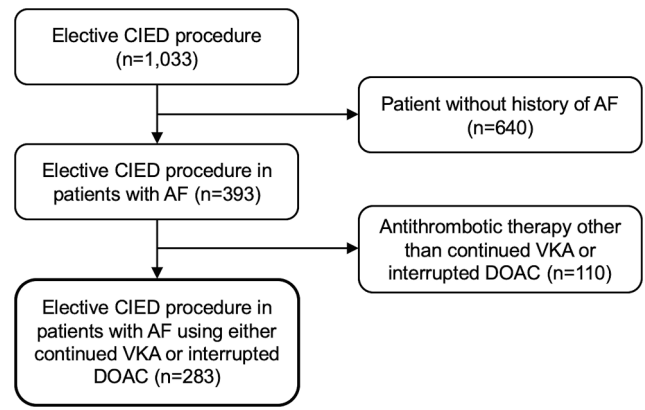 Elective CIED procedure
(n=1,033)
Patient without history of AF
(n=640)
Elective CIED procedure in
patients with AF (n=393)
Antithrombotic therapy other
than continued VKA or
interrupted DOAC (n=110)
Elective CIED procedure in
patients with AF using either
continued VKA or interrupted
DOAC (n=283)